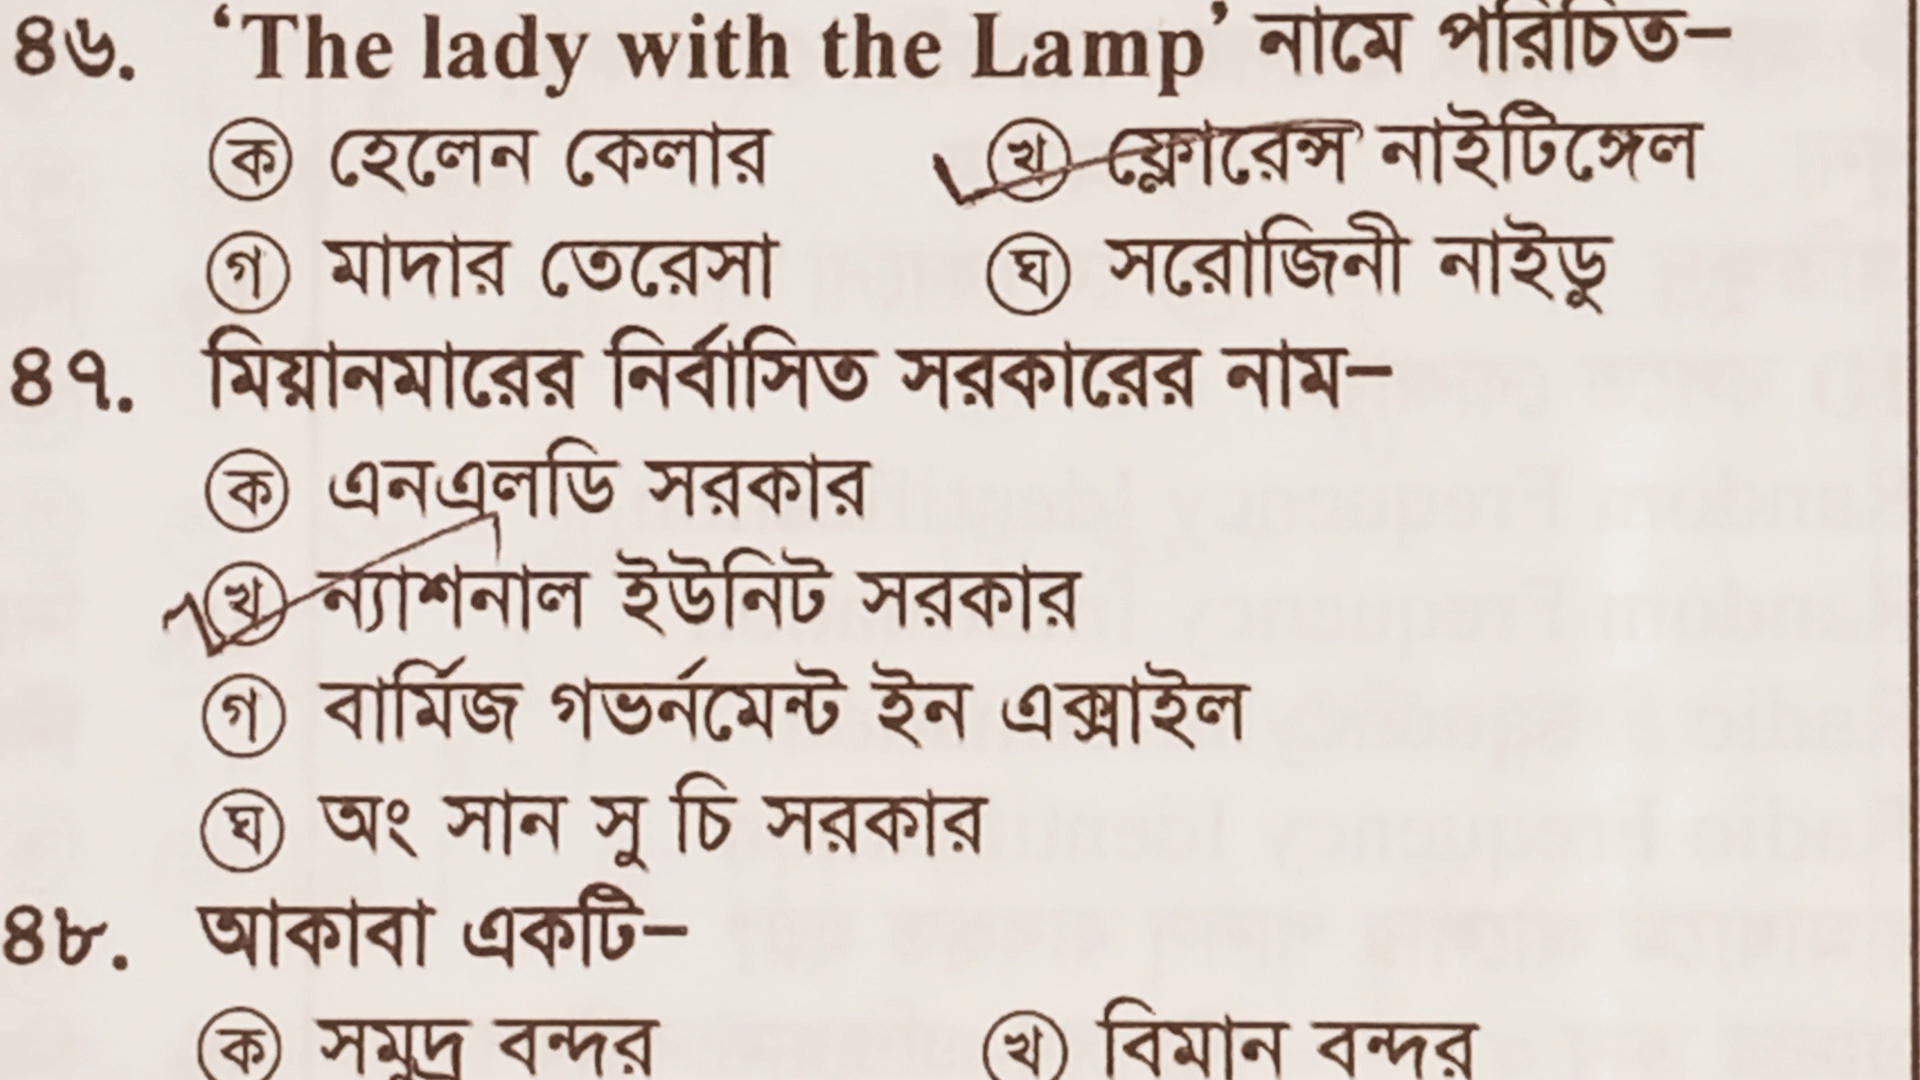 ৪৬. ‘The lady with the Lamp’ নামে পরিচিত–
ক হেলেন কেলার খ ফ্লোরেন্স নাইটিঙ্গেল
গ মাদার তেরেসা ঘ সরোজিনী নাইডু
৪৭. মিয়ানমারের নির্বাসিত সরকারের নাম–
ক এনএলডি সরকার
খ ন্যাশনাল ইউনিট সরকার
গ বার্মিজ গভর্নমেন্ট ইন এক্সাইল
ঘ অং সান সু চি সরকার
৪৮. আকাবা একটি–
ক সমুদ্র বন্দর খ বিমান বন্দর